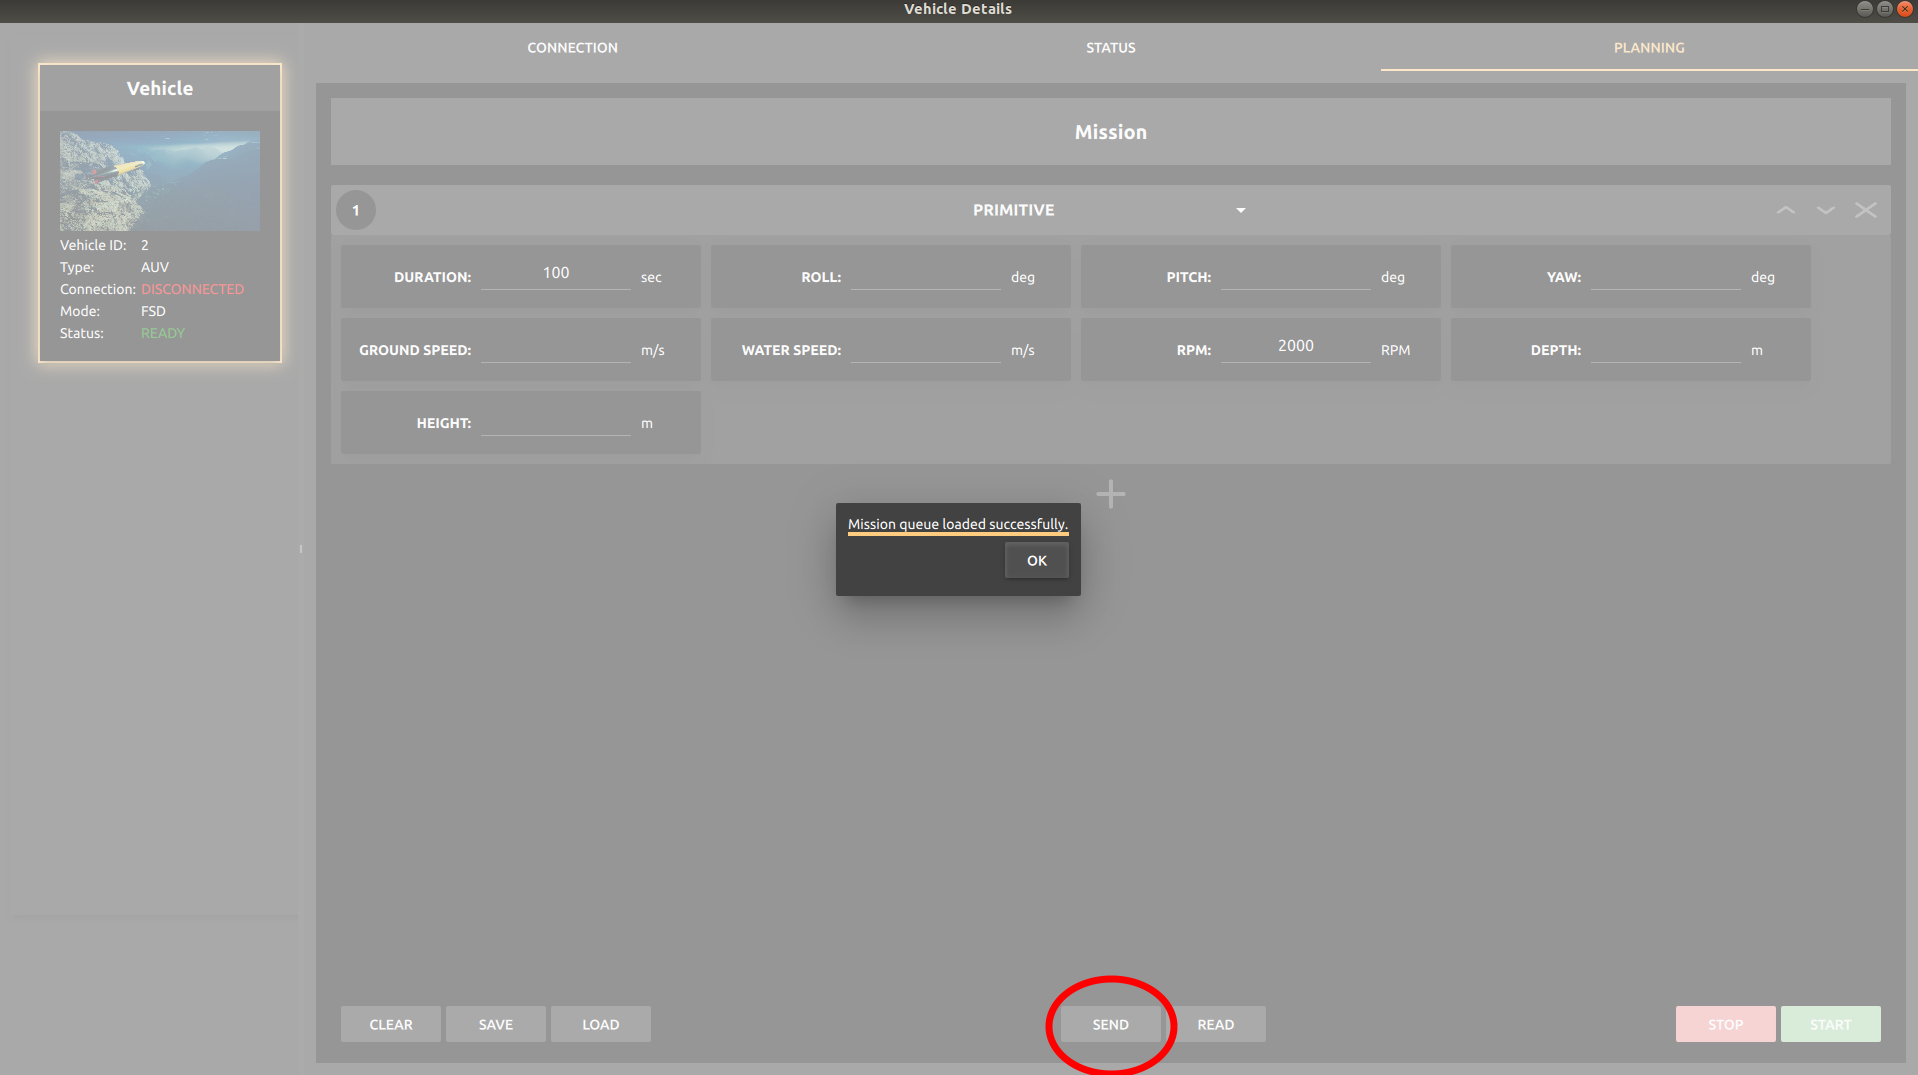 Vehicle Details
CONNECTION
STATUS
PLANNING
Vehicle
Vehicle ID: 2
Type: AUV
Connection: DISCONNECTED
Mode: FSD
Status: READY
Mission
1
PRIMITIVE
DURATION: 100 sec
ROLL: deg
PITCH: deg
YAW: deg
GROUND SPEED: m/s
WATER SPEED: m/s
RPM: 2000 RPM
DEPTH: m
HEIGHT: m
Mission queue loaded successfully.
OK
CLEAR
SAVE
LOAD
SEND
READ
STOP
START